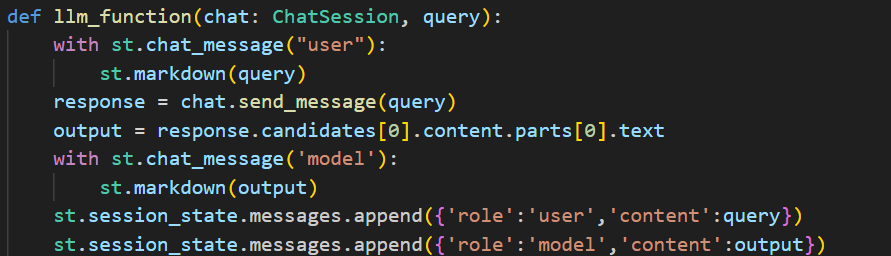 def llm_function(chat: ChatSession, query):
    with st.chat_message("user"):
        st.markdown(query)
    response = chat.send_message(query)
    output = response.candidates[0].content.parts[0].text
    with st.chat_message('model'):
        st.markdown(output)
    st.session_state.messages.append({'role':'user','content':query})
    st.session_state.messages.append({'role':'model','content':output})